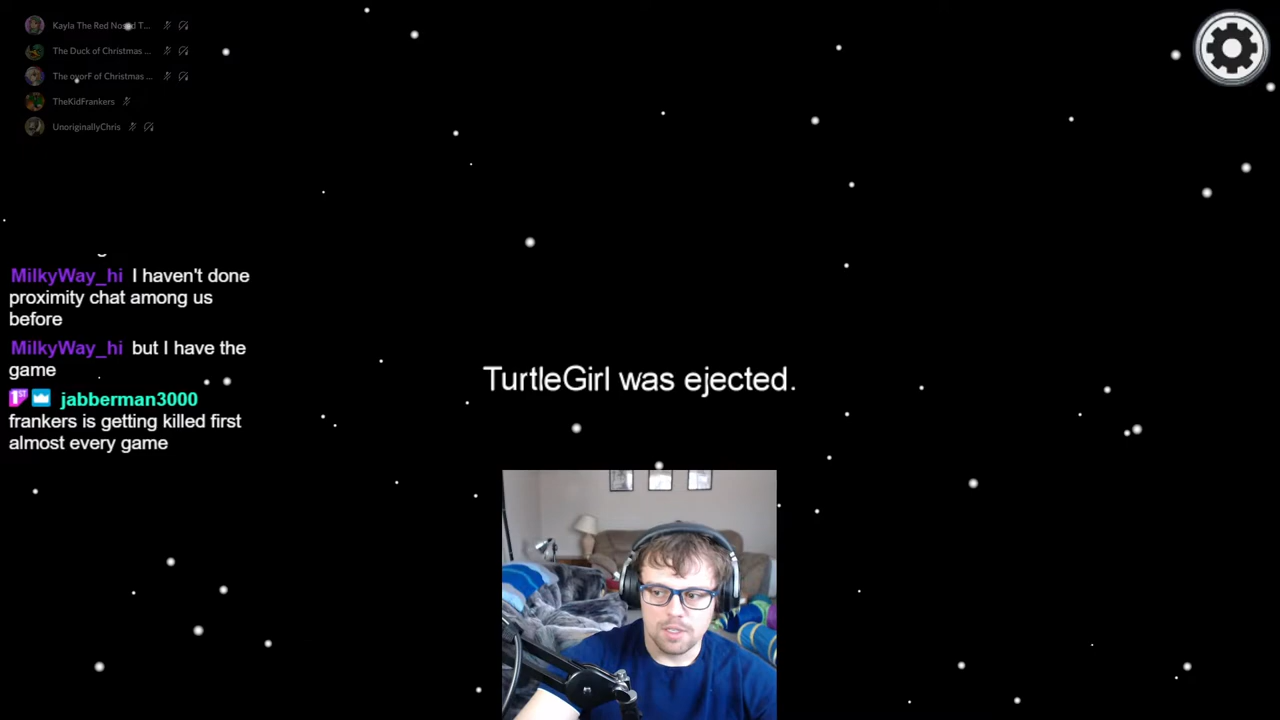 Kayla The Red Nosed T...
The Duck of Christmas ...
The ovorF of Christmas ...
TheKidFrankers
UnoriginallyChris
MilkyWay_hi I haven't done
proximity chat among us
before
MilkyWay_hi but I have the
game
1ST jabberman3000
frankers is getting killed first
almost every game
TurtleGirl was ejected.